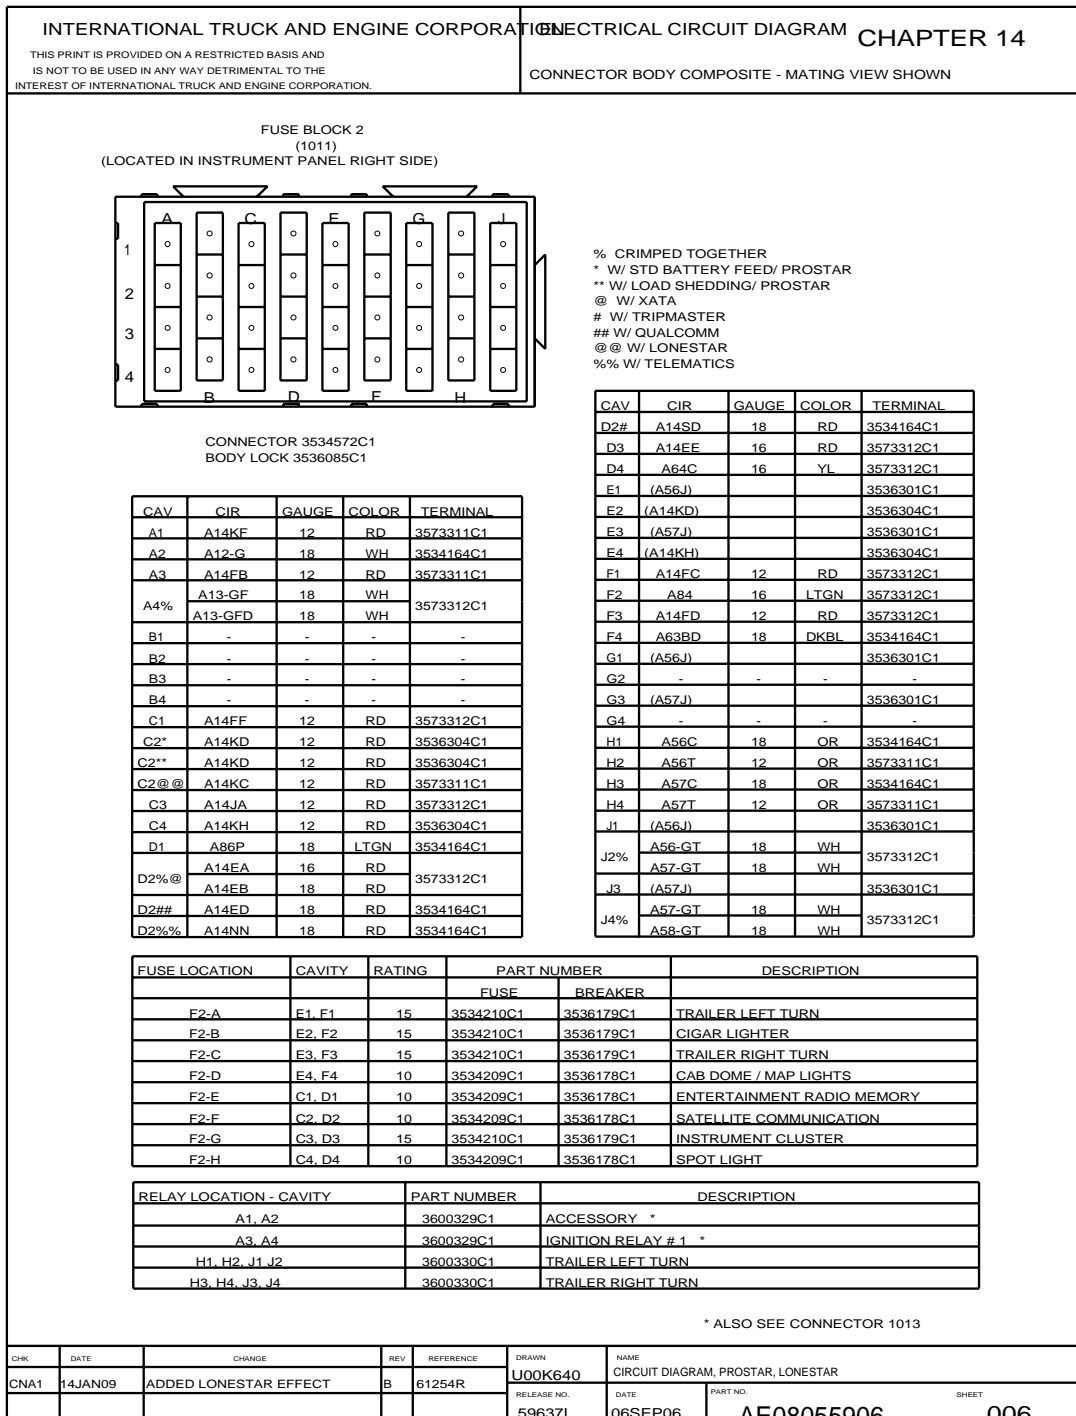 INTERNATIONAL TRUCK AND ENGINE CORPORATION
THIS PRINT IS PROVIDED ON A RESTRICTED BASIS AND
IS NOT TO BE USED IN ANY WAY DETRIMENTAL TO THE
INTEREST OF INTERNATIONAL TRUCK AND ENGINE CORPORATION.
ELECTRICAL CIRCUIT DIAGRAM CHAPTER 14
CONNECTOR BODY COMPOSITE - MATING VIEW SHOWN
FUSE BLOCK 2
(1011)
(LOCATED IN INSTRUMENT PANEL RIGHT SIDE)
A C E G J
1
2
3
4
B D F H
CONNECTOR 3534572C1
BODY LOCK 3536085C1
% CRIMPED TOGETHER
* W/ STD BATTERY FEED/ PROSTAR
** W/ LOAD SHEDDING/ PROSTAR
@ W/ XATA
# W/ TRIPMASTER
## W/ QUALCOMM
@@ W/ LONESTAR
%% W/ TELEMATICS
CAV CIR GAUGE COLOR TERMINAL
A1 A14KF 12 RD 3573311C1
A2 A12-G 18 WH 3534164C1
A3 A14FB 12 RD 3573311C1
A4% A13-GF 18 WH 3573312C1
A13-GFD 18 WH
B1 - - - -
B2 - - - -
B3 - - - -
B4 - - - -
C1 A14FF 12 RD 3573312C1
C2* A14KD 12 RD 3536304C1
C2** A14KD 12 RD 3536304C1
C2@@ A14KC 12 RD 3573311C1
C3 A14JA 12 RD 3573312C1
C4 A14KH 12 RD 3536304C1
D1 A86P 18 LTGN 3534164C1
D2%@ A14EA 16 RD 3573312C1
A14EB 18 RD
D2## A14ED 18 RD 3534164C1
D2%% A14NN 18 RD 3534164C1
CAV CIR GAUGE COLOR TERMINAL
D2# A14SD 18 RD 3534164C1
D3 A14EE 16 RD 3573312C1
D4 A64C 16 YL 3573312C1
E1 (A56J) 3536301C1
E2 (A14KD) 3536304C1
E3 (A57J) 3536301C1
E4 (A14KH) 3536304C1
F1 A14FC 12 RD 3573312C1
F2 A84 16 LTGN 3573312C1
F3 A14FD 12 RD 3573312C1
F4 A63BD 18 DKBL 3534164C1
G1 (A56J) 3536301C1
G2 - - - -
G3 (A57J) 3536301C1
G4 - - - -
H1 A56C 18 OR 3534164C1
H2 A56T 12 OR 3573311C1
H3 A57C 18 OR 3534164C1
H4 A57T 12 OR 3573311C1
J1 (A56J) 3536301C1
J2% A56-GT 18 WH 3573312C1
A57-GT 18 WH
J3 (A57J) 3536301C1
J4% A57-GT 18 WH 3573312C1
A58-GT 18 WH
FUSE LOCATION CAVITY RATING PART NUMBER DESCRIPTION
FUSE BREAKER
F2-A E1, F1 15 3534210C1 3536179C1 TRAILER LEFT TURN
F2-B E2, F2 15 3534210C1 3536179C1 CIGAR LIGHTER
F2-C E3, F3 15 3534210C1 3536179C1 TRAILER RIGHT TURN
F2-D E4, F4 10 3534209C1 3536178C1 CAB DOME / MAP LIGHTS
F2-E C1, D1 10 3534209C1 3536178C1 ENTERTAINMENT RADIO MEMORY
F2-F C2, D2 10 3534209C1 3536178C1 SATELLITE COMMUNICATION
F2-G C3, D3 15 3534210C1 3536179C1 INSTRUMENT CLUSTER
F2-H C4, D4 10 3534209C1 3536178C1 SPOT LIGHT
RELAY LOCATION - CAVITY PART NUMBER DESCRIPTION
A1, A2 3600329C1 ACCESSORY *
A3, A4 3600329C1 IGNITION RELAY # 1 *
H1, H2, J1 J2 3600330C1 TRAILER LEFT TURN
H3, H4, J3, J4 3600330C1 TRAILER RIGHT TURN
* ALSO SEE CONNECTOR 1013
CHK DATE CHANGE REV REFERENCE DRAWN NAME
CNA1 14JAN09 ADDED LONESTAR EFFECT B 61254R U00K640 CIRCUIT DIAGRAM, PROSTAR, LONESTAR
RELEASE NO. DATE PART NO. SHEET
59637L 06SEP06 AE08055906 006